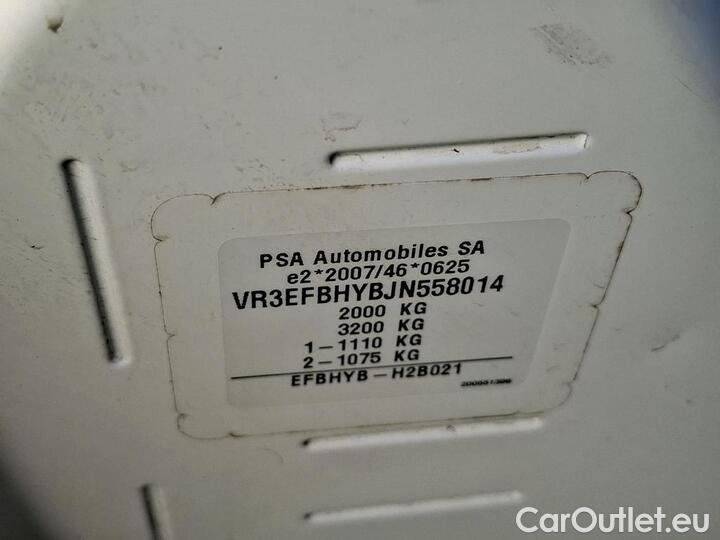 PSA Automobiles SA
e2*2007/46*0625
VR3EFBHYBJN558014
2000 KG
3200 KG
1-1110 KG
2-1075 KG
EFBHYB-H2B021
CarOutlet.eu